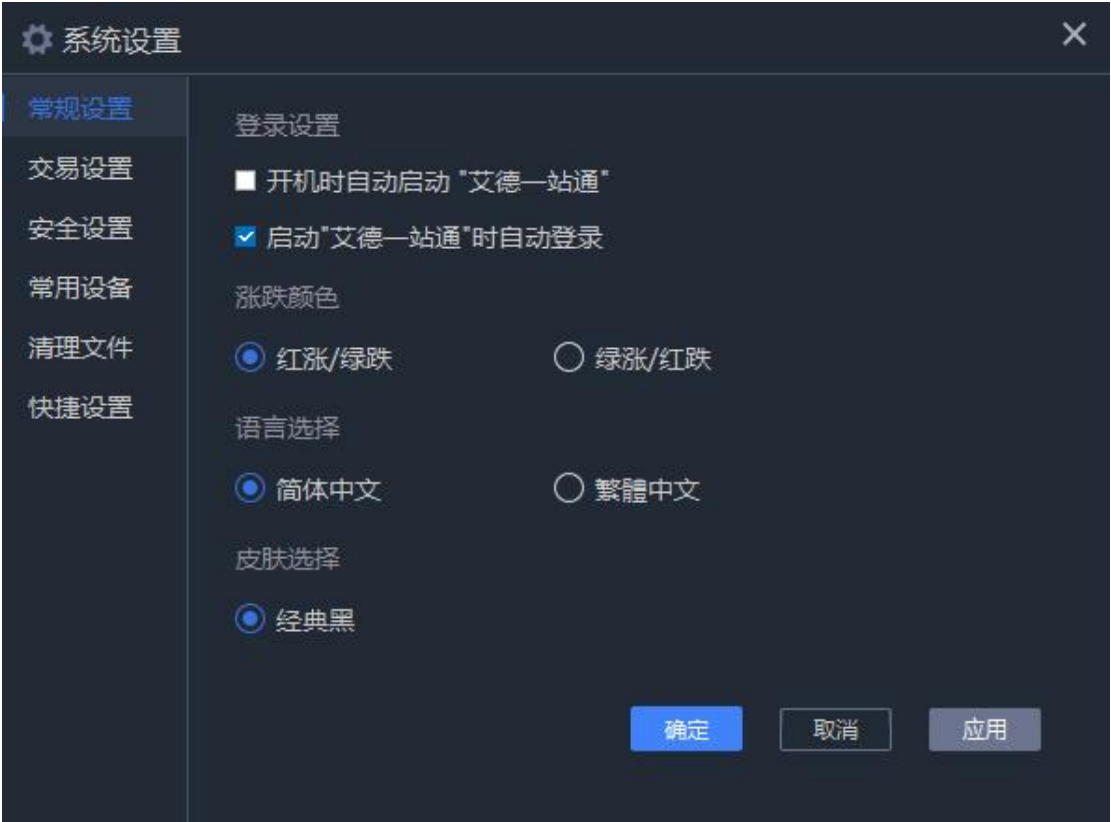 系统设置
常规设置
交易设置
安全设置
常用设备
清理文件
快捷设置
登录设置
开机时自动启动 "艾德一站通"
启动"艾德一站通"时自动登录
涨跌颜色
红涨/绿跌 绿涨/红跌
语言选择
简体中文 繁體中文
皮肤选择
经典黑
确定 取消 应用